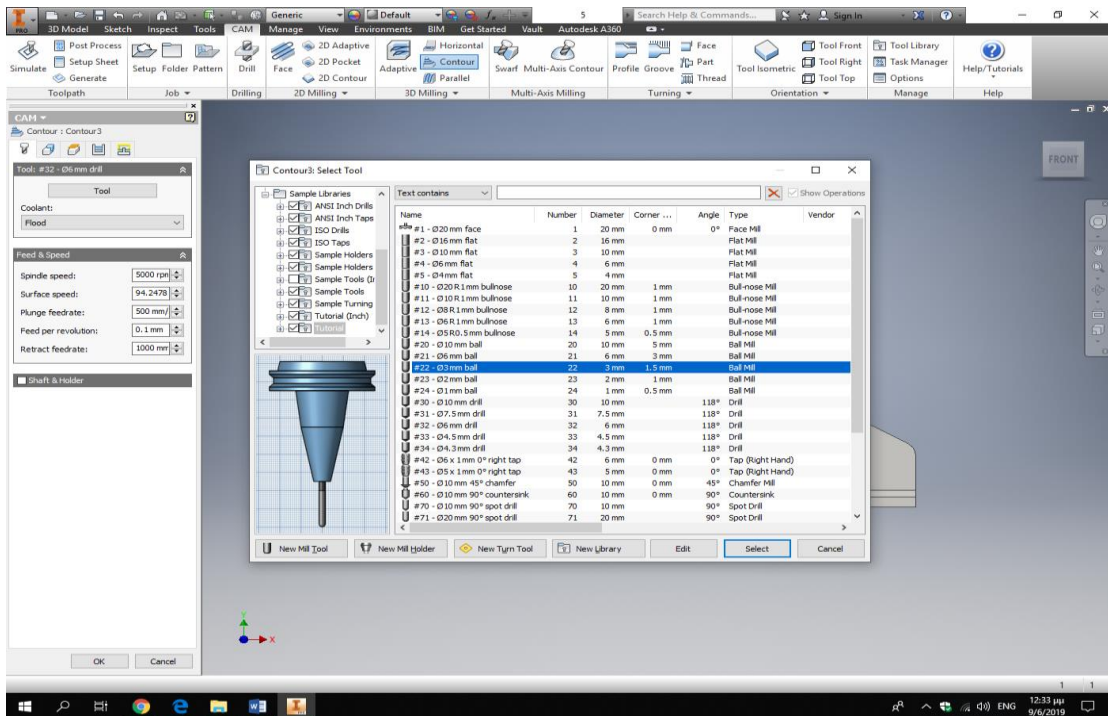 Generic Default 5 Search Help & Commands... Sign In
PRO 3D Model Sketch Inspect Tools CAM Manage View Environments BIM Get Started Vault Autodesk A360
Simulate Post Process Setup Sheet Generate
Setup Folder Pattern Drill Face 2D Adaptive 2D Pocket 2D Contour
Adaptive Horizontal Contour Parallel Swarf Multi-Axis Contour Profile Groove Face Part Thread
Tool Isometric Tool Front Tool Right Tool Top Tool Library Task Manager Options Help/Tutorials
Toolpath Job Drilling 2D Milling 3D Milling Multi-Axis Milling Turning Orientation Manage Help
CAM
Contour : Contour3
Tool: #32 - Ø6mm drill
Tool
Coolant:
Flood
Feed & Speed
Spindle speed: 5000 rpn
Surface speed: 94.2478
Plunge feedrate: 500 mm/
Feed per revolution: 0.1 mm
Retract feedrate: 1000 mr
Shaft & Holder
OK Cancel
FRONT
Contour3: Select Tool
Sample Libraries
ANSI Inch Drills
ANSI Inch Taps
ISO Drills
ISO Taps
Sample Holders
Sample Holders
Sample Tools (Ir
Sample Tools
Sample Turning
Tutorial (Inch)
Tutorial
Text contains Show Operations
Name Number Diameter Corner ... Angle Type Vendor
#1 - Ø20 mm face 1 20 mm 0 mm 0° Face Mill
#2 - Ø16 mm flat 2 16 mm Flat Mill
#3 - Ø10 mm flat 3 10 mm Flat Mill
#4 - Ø6 mm flat 4 6 mm Flat Mill
#5 - Ø4 mm flat 5 4 mm Flat Mill
#10 - Ø20 R1 mm bullnose 10 20 mm 1 mm Bull-nose Mill
#11 - Ø10 R1 mm bullnose 11 10 mm 1 mm Bull-nose Mill
#12 - Ø8 R1 mm bullnose 12 8 mm 1 mm Bull-nose Mill
#13 - Ø6 R1 mm bullnose 13 6 mm 1 mm Bull-nose Mill
#14 - Ø5 R0.5 mm bullnose 14 5 mm 0.5 mm Bull-nose Mill
#20 - Ø10 mm ball 20 10 mm 5 mm Ball Mill
#21 - Ø6 mm ball 21 6 mm 3 mm Ball Mill
#22 - Ø3 mm ball 22 3 mm 1.5 mm Ball Mill
#23 - Ø2 mm ball 23 2 mm 1 mm Ball Mill
#24 - Ø1 mm ball 24 1 mm 0.5 mm Ball Mill
#30 - Ø10 mm drill 30 10 mm 118° Drill
#31 - Ø7.5 mm drill 31 7.5 mm 118° Drill
#32 - Ø6 mm drill 32 6 mm 118° Drill
#33 - Ø4.5 mm drill 33 4.5 mm 118° Drill
#34 - Ø4.3 mm drill 34 4.3 mm 118° Drill
#42 - Ø6 x 1 mm 0° right tap 42 6 mm 0 mm 0° Tap (Right Hand)
#43 - Ø5 x 1 mm 0° right tap 43 5 mm 0 mm 0° Tap (Right Hand)
#50 - Ø10 mm 45° chamfer 50 10 mm 0 mm 45° Chamfer Mill
#60 - Ø10 mm 90° countersink 60 10 mm 0 mm 90° Countersink
#70 - Ø10 mm 90° spot drill 70 10 mm 90° Spot Drill
#71 - Ø20 mm 90° spot drill 71 20 mm 90° Spot Drill
New Mill Tool New Mill Holder New Turn Tool New Library Edit Select Cancel
Y
X
1 1
ENG 12:33 μμ
9/6/2019